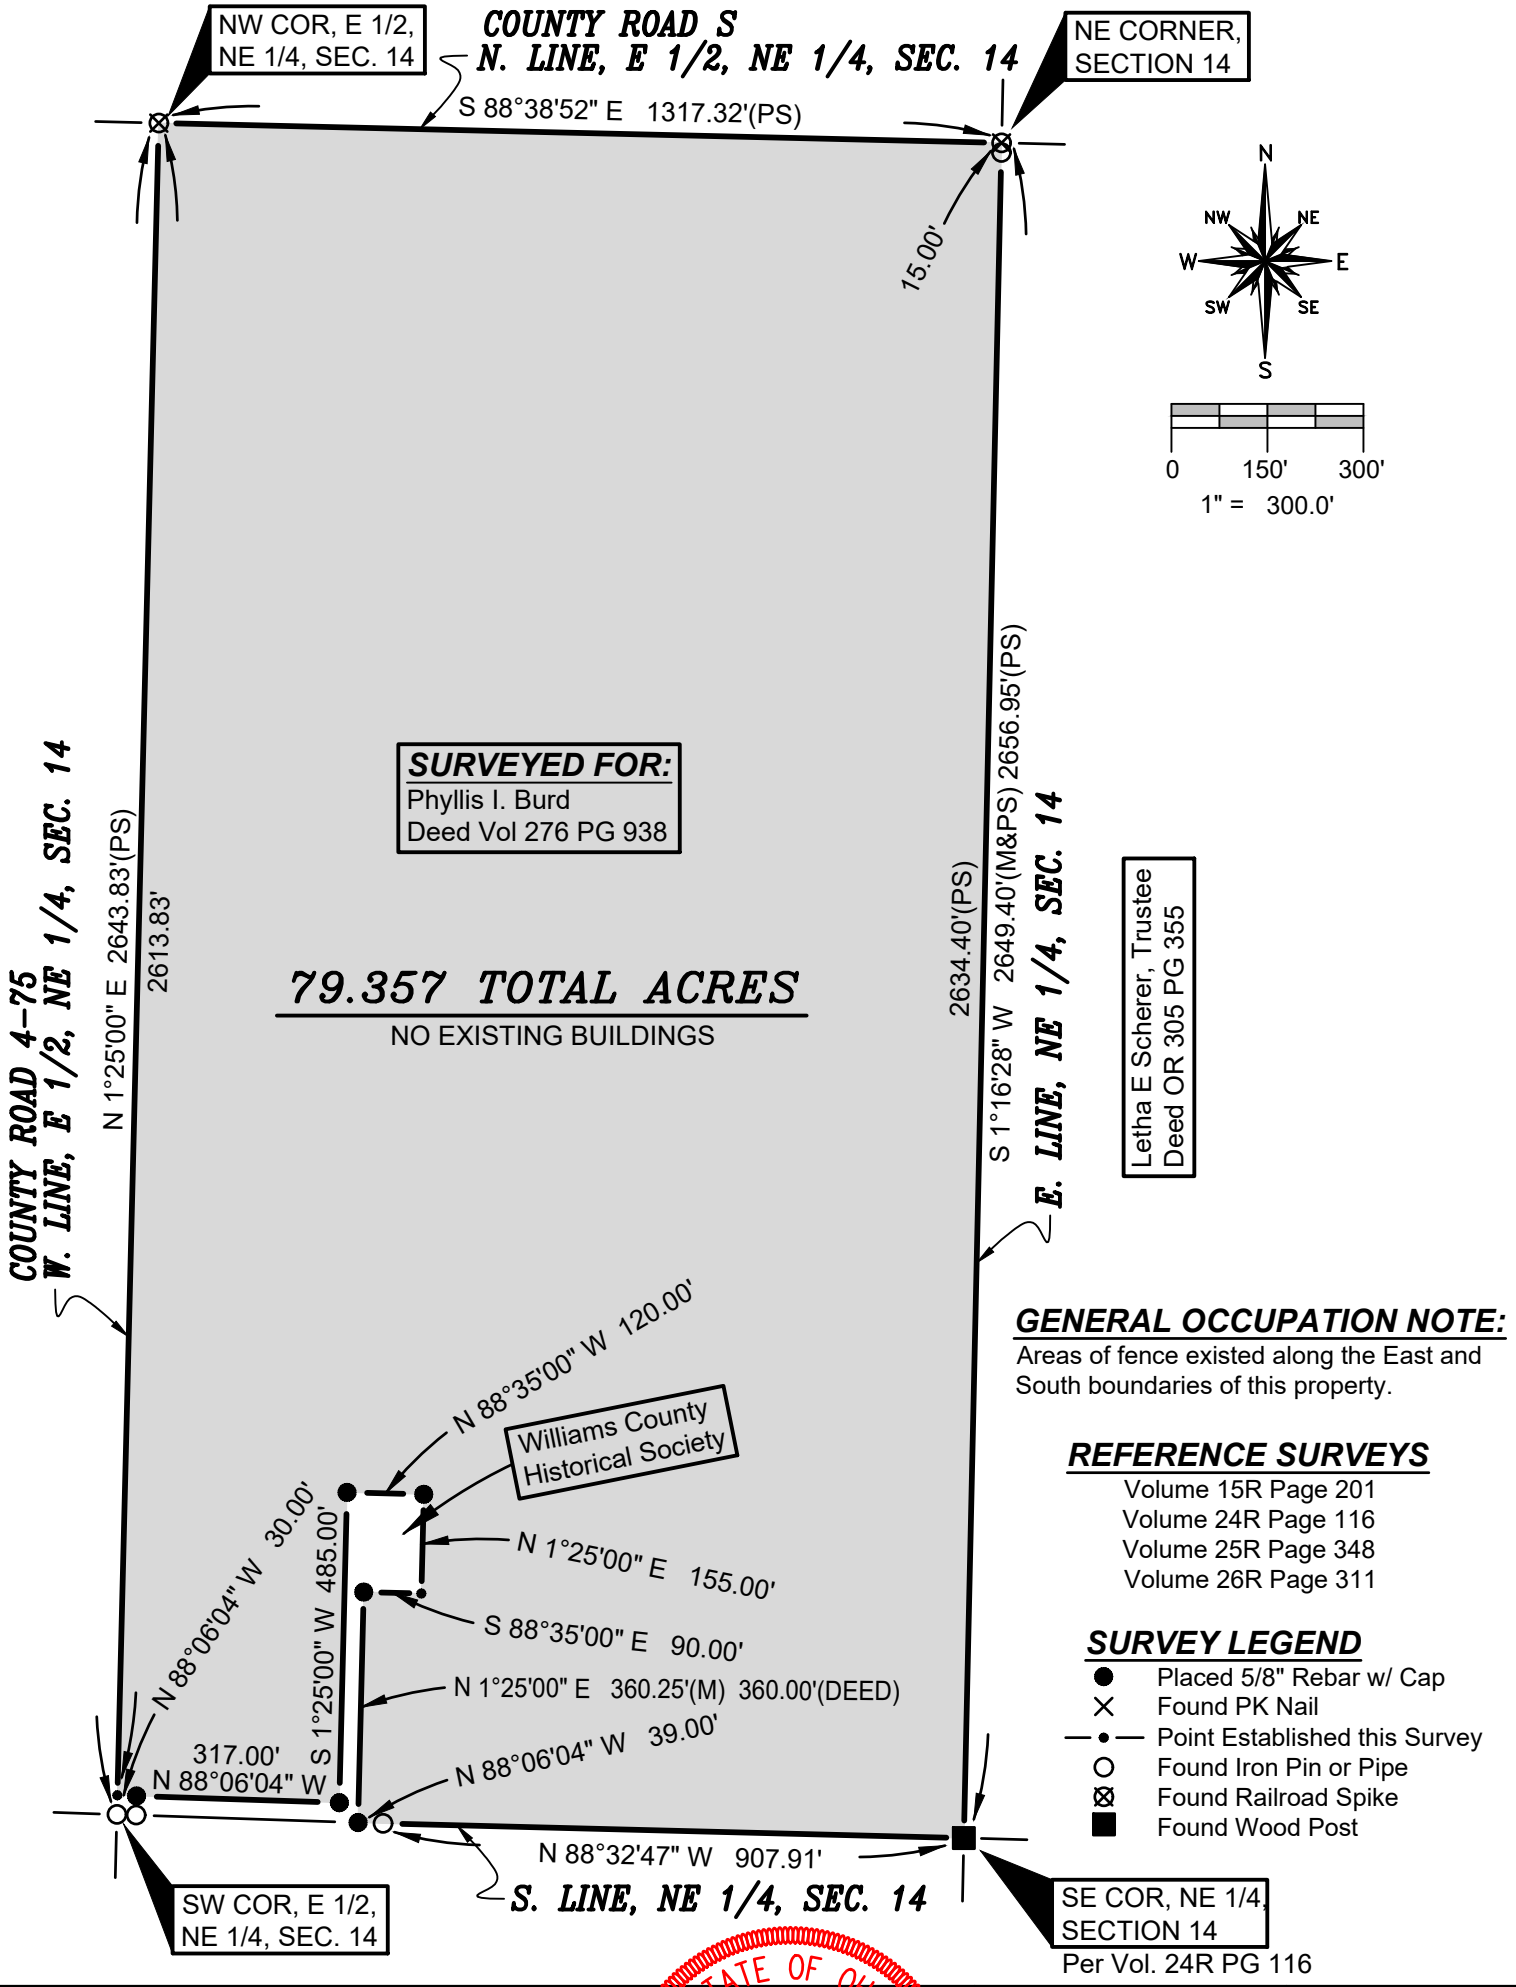 NW COR, E 1/2,
NE 1/4, SEC. 14
COUNTY ROAD S
N. LINE, E 1/2, NE 1/4, SEC. 14
NE CORNER,
SECTION 14
S 88°38'52" E 1317.32'(PS)
15.00'
N
NW
NE
W
E
SW
SE
S
0 150' 300'
1" = 300.0'
SURVEYED FOR:
Phyllis I. Burd
Deed Vol 276 PG 938
79.357 TOTAL ACRES
NO EXISTING BUILDINGS
COUNTY ROAD 4-75
W. LINE, E 1/2, NE 1/4, SEC. 14
N 1°25'00" E 2643.83'(PS)
2613.83'
2634.40'(PS)
S 1°16'28" W 2649.40'(M&PS) 2656.95'(PS)
E. LINE, NE 1/4, SEC. 14
Letha E Scherer, Trustee
Deed OR 305 PG 355
GENERAL OCCUPATION NOTE:
Areas of fence existed along the East and
South boundaries of this property.
REFERENCE SURVEYS
Volume 15R Page 201
Volume 24R Page 116
Volume 25R Page 348
Volume 26R Page 311
SURVEY LEGEND
Placed 5/8" Rebar w/ Cap
Found PK Nail
Point Established this Survey
Found Iron Pin or Pipe
Found Railroad Spike
Found Wood Post
N 88°35'00" W 120.00'
Williams County
Historical Society
N 88°06'04" W 30.00'
S 1°25'00" W 485.00'
N 1°25'00" E 155.00'
S 88°35'00" E 90.00'
N 1°25'00" E 360.25'(M) 360.00'(DEED)
N 88°06'04" W 39.00'
317.00'
N 88°06'04" W
N 88°32'47" W 907.91'
S. LINE, NE 1/4, SEC. 14
SW COR, E 1/2,
NE 1/4, SEC. 14
SE COR, NE 1/4,
SECTION 14
Per Vol. 24R PG 116
OF